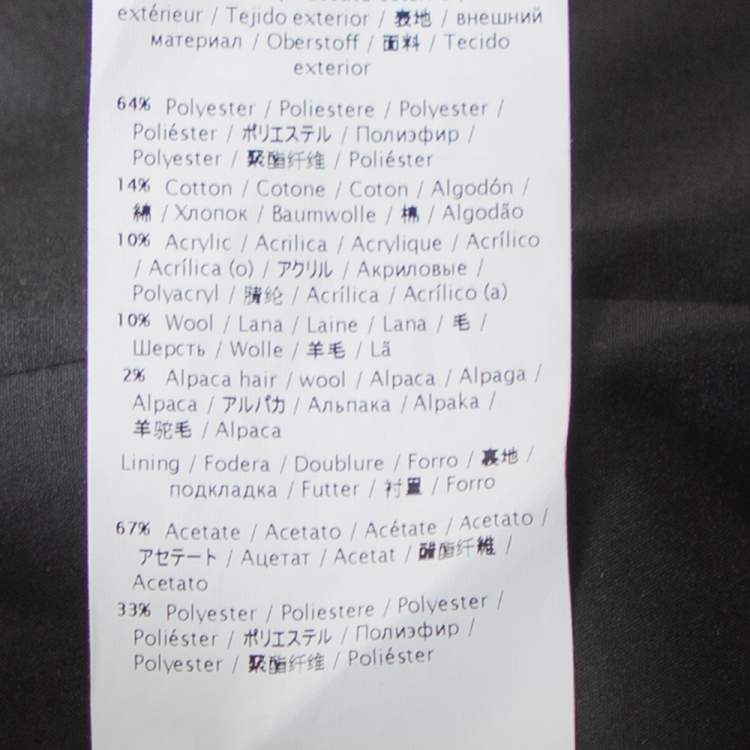 extérieur / Tejido exterior / 裏地 / внешний
материал / Oberstoff / 面料 / Tecido
exterior
64% Polyester / Poliestere / Polyester /
Poliéster / ポリエステル / Полиэфир /
Polyester / 聚酯纤维 / Poliéster
14% Cotton / Cotone / Coton / Algodón /
綿 / Хлопок / Baumwolle / 棉 / Algodão
10% Acrylic / Acrilica / Acrylique / Acrílico
/ Acrílica (o) / アクリル / Акриловые /
Polyacryl / 腈纶 / Acrílica / Acrílico (a)
10% Wool / Lana / Laine / Lana / 毛 /
Шерсть / Wolle / 羊毛 / Lã
2% Alpaca hair / wool / Alpaca / Alpaga /
Alpaca / アルパカ / Альпака / Alpaka /
羊驼毛 / Alpaca
Lining / Fodera / Doublure / Forro / 裏地 /
подкладка / Futter / 衬里 / Forro
67% Acetate / Acetato / Acétate / Acetato /
アセテート / Ацетат / Acetat / 醋酯纤维 /
Acetato
33% Polyester / Poliestere / Polyester /
Poliéster / ポリエステル / Полиэфир /
Polyester / 聚酯纤维 / Poliéster